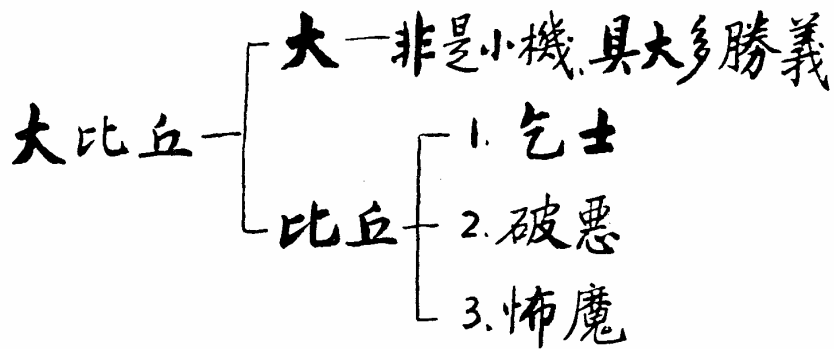 大—非是小機、具大多勝義
大比丘
1. 乞士
比丘
2. 破惡
3. 怖魔